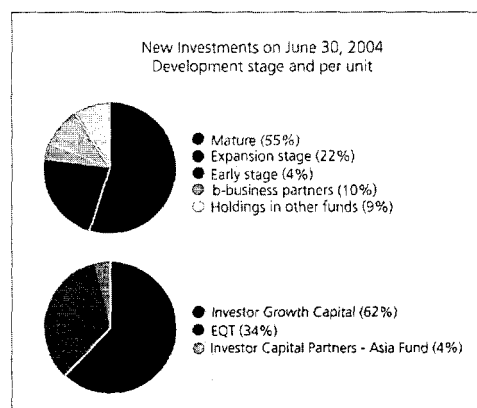 New Investments on June 30, 2004
Development stage and per unit
Mature (55%)
Expansion stage (22%)
Early stage (4%)
b-business partners (10%)
Holdings in other funds (9%)
Investor Growth Capital (62%)
EQT (34%)
Investor Capital Partners - Asia Fund (4%)